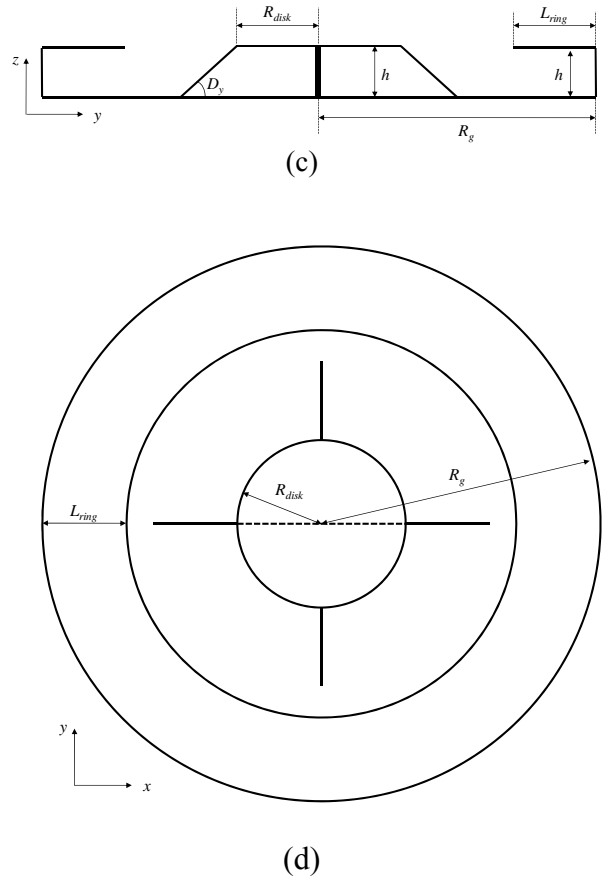 R_disk L_ring
z h h
D_y
y R_g
(c)
R_g
R_disk
L_ring
y
x
(d)